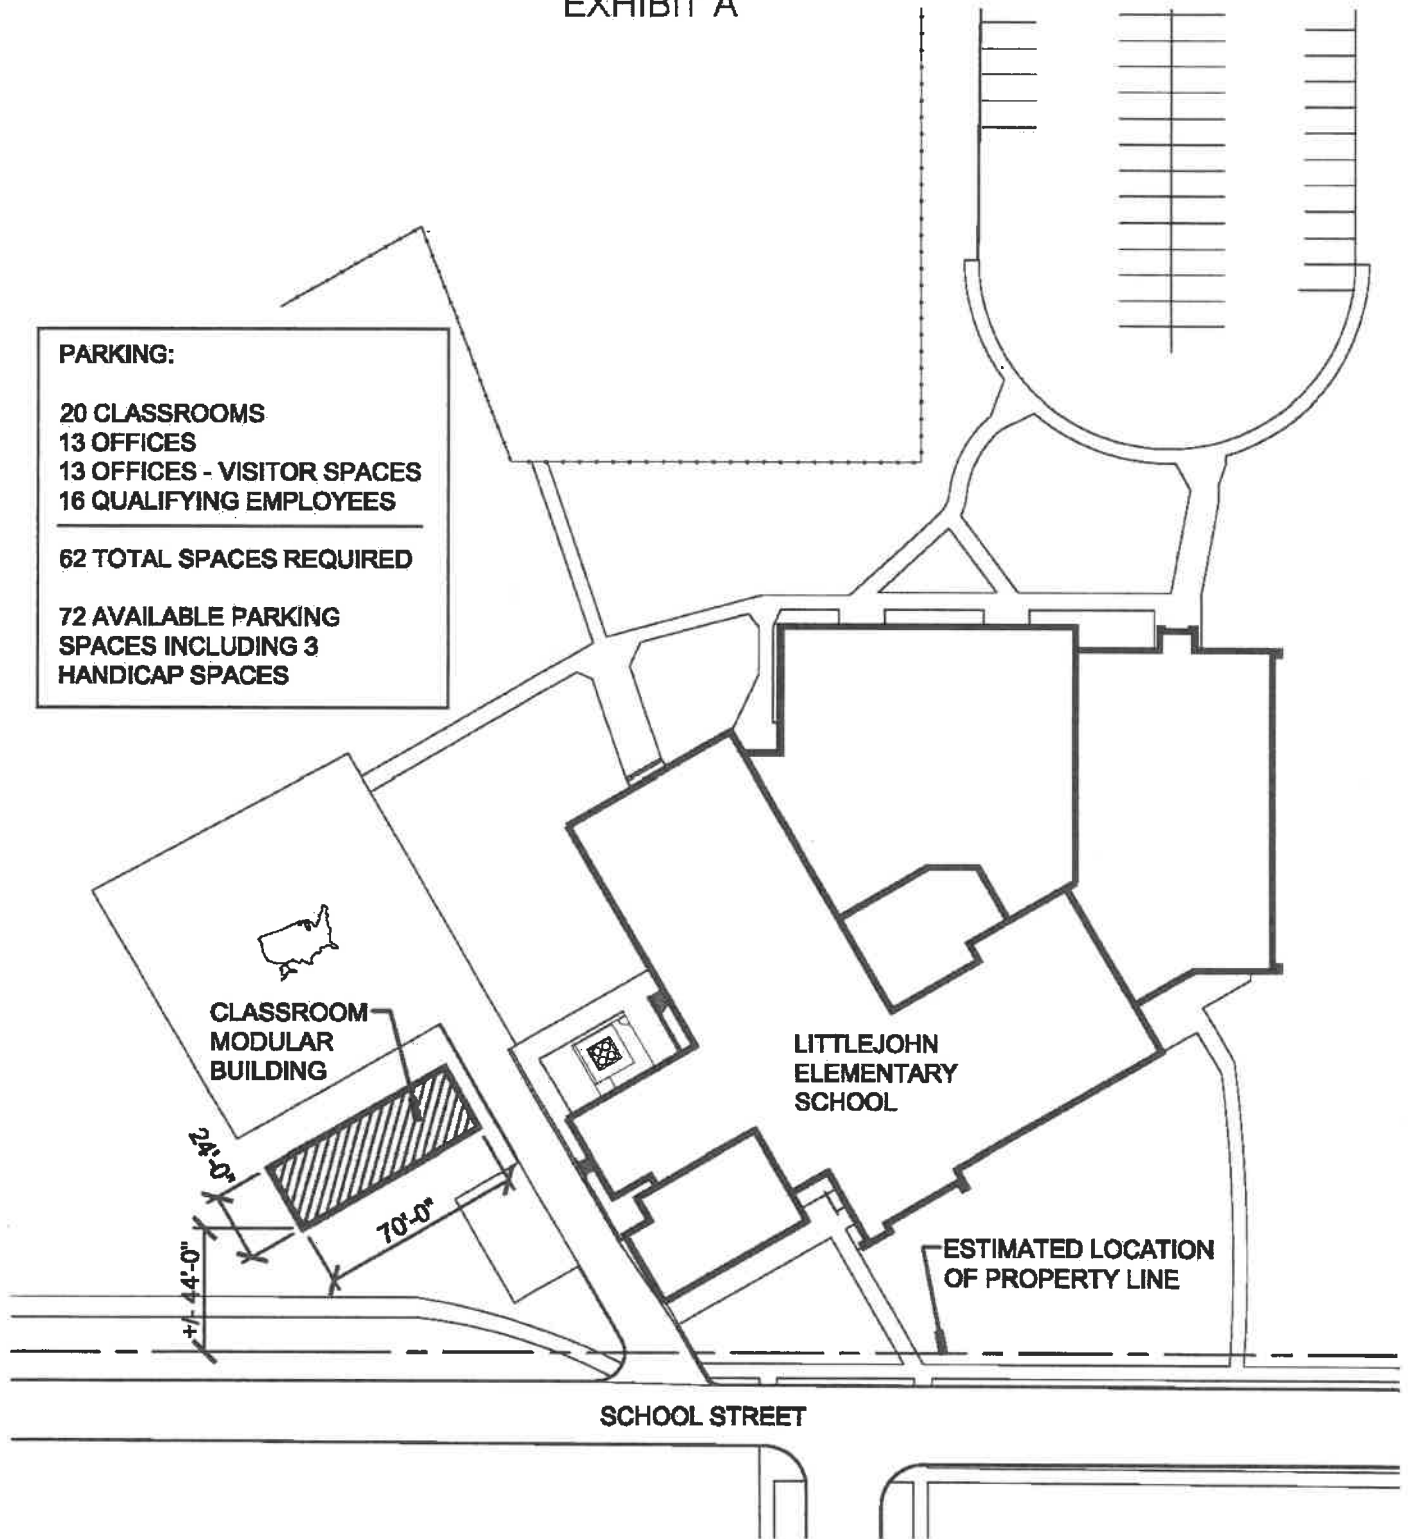 EXHIBIT A
PARKING:
20 CLASSROOMS
13 OFFICES
13 OFFICES - VISITOR SPACES
16 QUALIFYING EMPLOYEES
62 TOTAL SPACES REQUIRED
72 AVAILABLE PARKING
SPACES INCLUDING 3
HANDICAP SPACES
CLASSROOM
MODULAR
BUILDING
LITTLEJOHN
ELEMENTARY
SCHOOL
24'-0"
70'-0"
+/- 44'-0"
ESTIMATED LOCATION
OF PROPERTY LINE
SCHOOL STREET